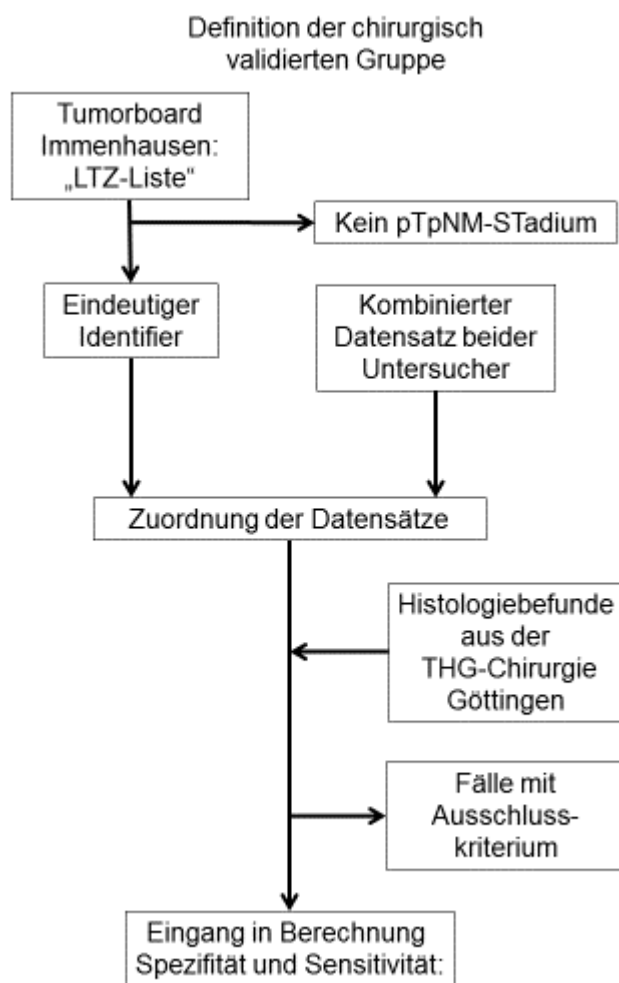 Definition der chirurgisch
validierten Gruppe
Tumorboard
Immenhausen:
„LTZ-Liste“
Kein pTpNM-STadium
Eindeutiger
Identifier
Kombinierter
Datensatz beider
Untersucher
Zuordnung der Datensätze
Histologiebefunde
aus der
THG-Chirurgie
Göttingen
Fälle mit
Ausschluss-
kriterium
Eingang in Berechnung
Spezifität und Sensitivität: